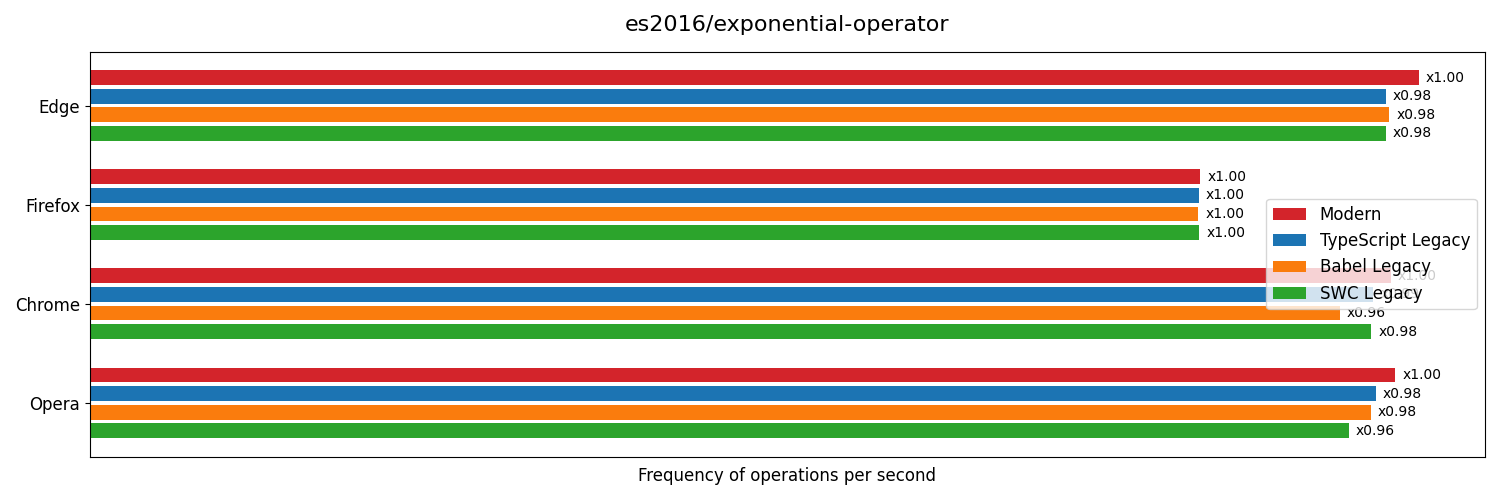 es2016/exponential-operator
Edge
x1.00
x0.98
x0.98
x0.98
Firefox
x1.00
x1.00
x1.00
x1.00
Modern
TypeScript Legacy
Babel Legacy
SWC Legacy
Chrome
x1.00
x0.96
x0.98
Opera
x1.00
x0.98
x0.98
x0.96
Frequency of operations per second